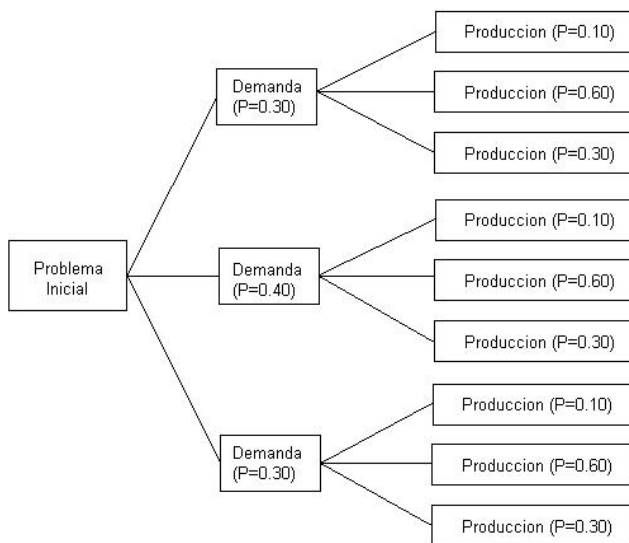 Problema
Inicial
Demanda
(P=0.30)
Produccion (P=0.10)
Produccion (P=0.60)
Produccion (P=0.30)
Demanda
(P=0.40)
Produccion (P=0.10)
Produccion (P=0.60)
Produccion (P=0.30)
Demanda
(P=0.30)
Produccion (P=0.10)
Produccion (P=0.60)
Produccion (P=0.30)